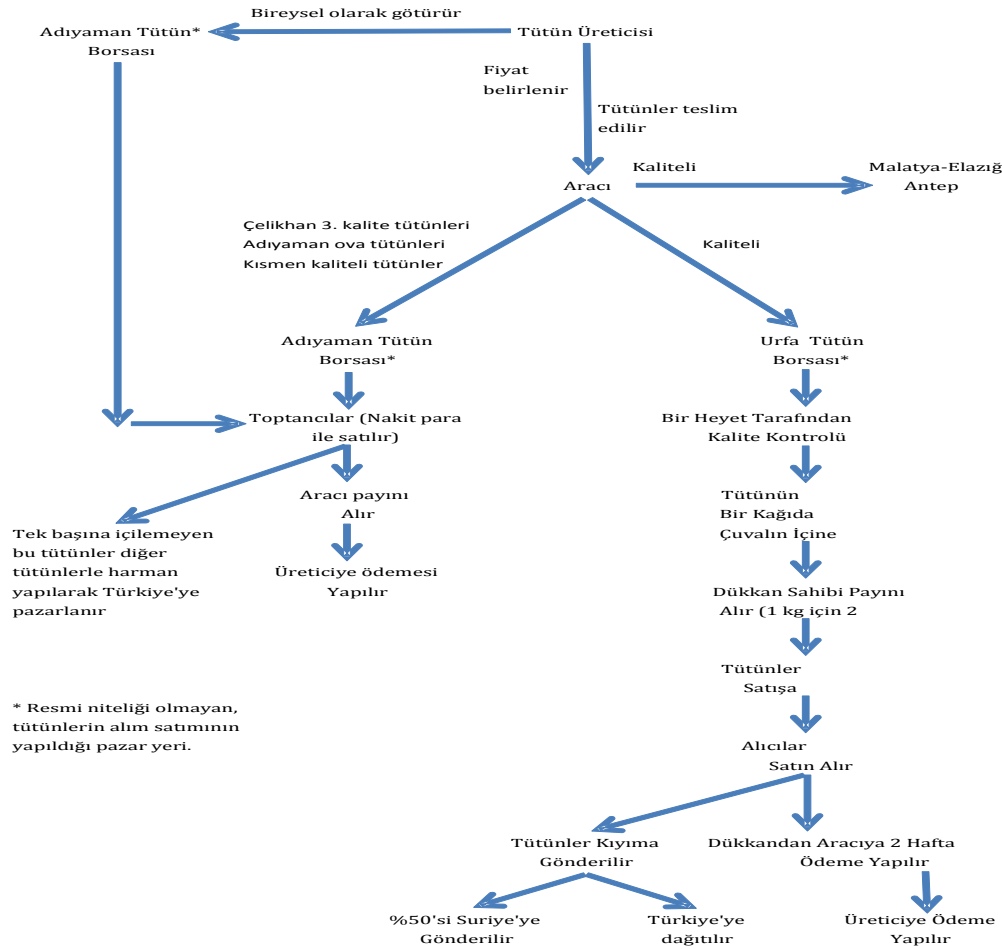 Bireysel olarak götürür
Adıyaman Tütün*
Borsası
Tütün Üreticisi
Fiyat
belirlenir
Tütünler teslim
edilir
Aracı
Kaliteli
Malatya-Elazığ
Antep
Çelikhan 3. kalite tütünleri
Adıyaman ova tütünleri
Kısmen kaliteli tütünler
Kaliteli
Adıyaman Tütün
Borsası*
Urfa Tütün
Borsası*
Toptancılar (Nakit para
ile satılır)
Bir Heyet Tarafından
Kalite Kontrolü
Aracı payını
Alır
Tütünün
Bir Kağıda
Çuvalın İçine
Tek başına içilemeyen
bu tütünler diğer
tütünlerle harman
yapılarak Türkiye'ye
pazarlanır
Üreticiye ödemesi
Yapılır
Dükkan Sahibi Payını
Alır (1 kg için 2
Tütünler
Satışa
* Resmi niteliği olmayan,
tütünlerin alım satımının
yapıldığı pazar yeri.
Alıcılar
Satın Alır
Tütünler Kıyıma
Gönderilir
Dükkandan Aracıya 2 Hafta
Ödeme Yapılır
%50'si Suriye'ye
Gönderilir
Türkiye'ye
dağıtılır
Üreticiye Ödeme
Yapılır